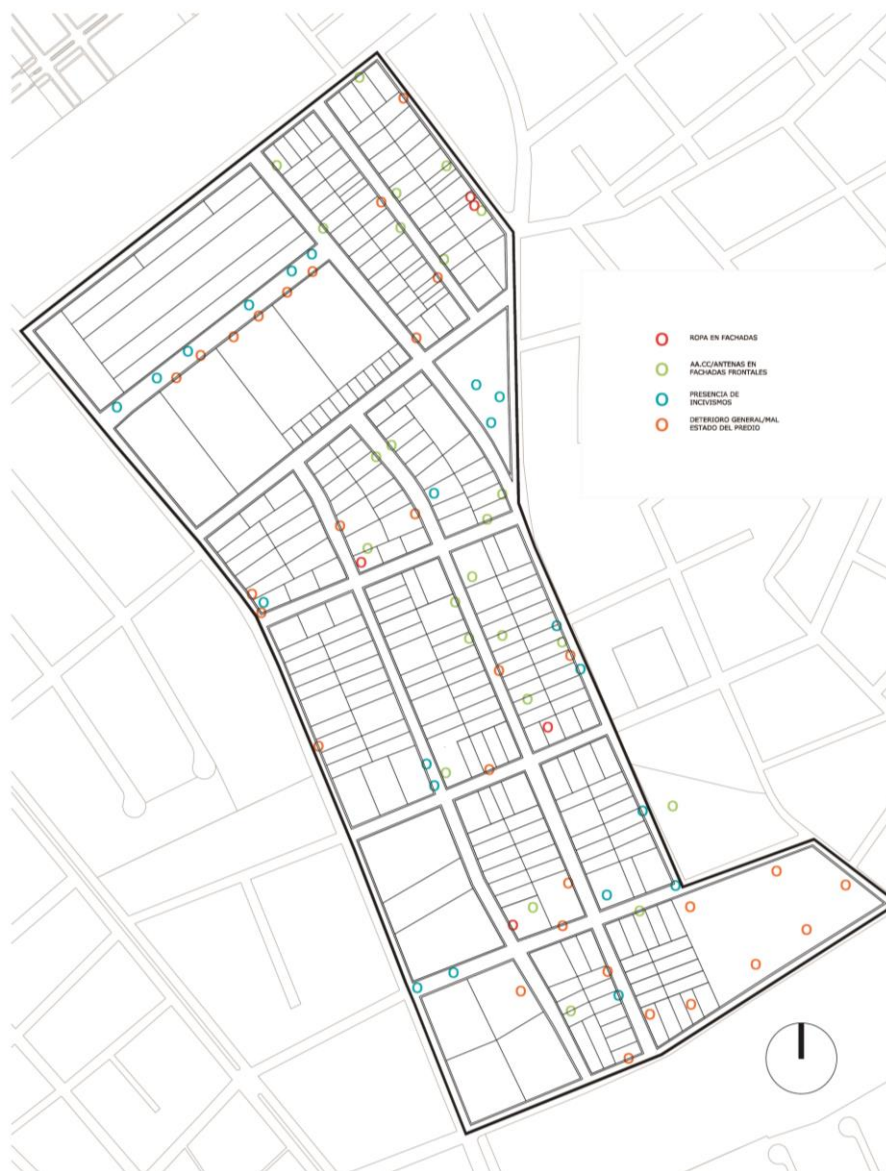 ROPA EN FACHADAS
AA.CC/ANTENAS EN
FACHADAS FRONTALES
PRESENCIA DE
INCIVISMOS
DETERIORO GENERAL/MAL
ESTADO DEL PREDIO